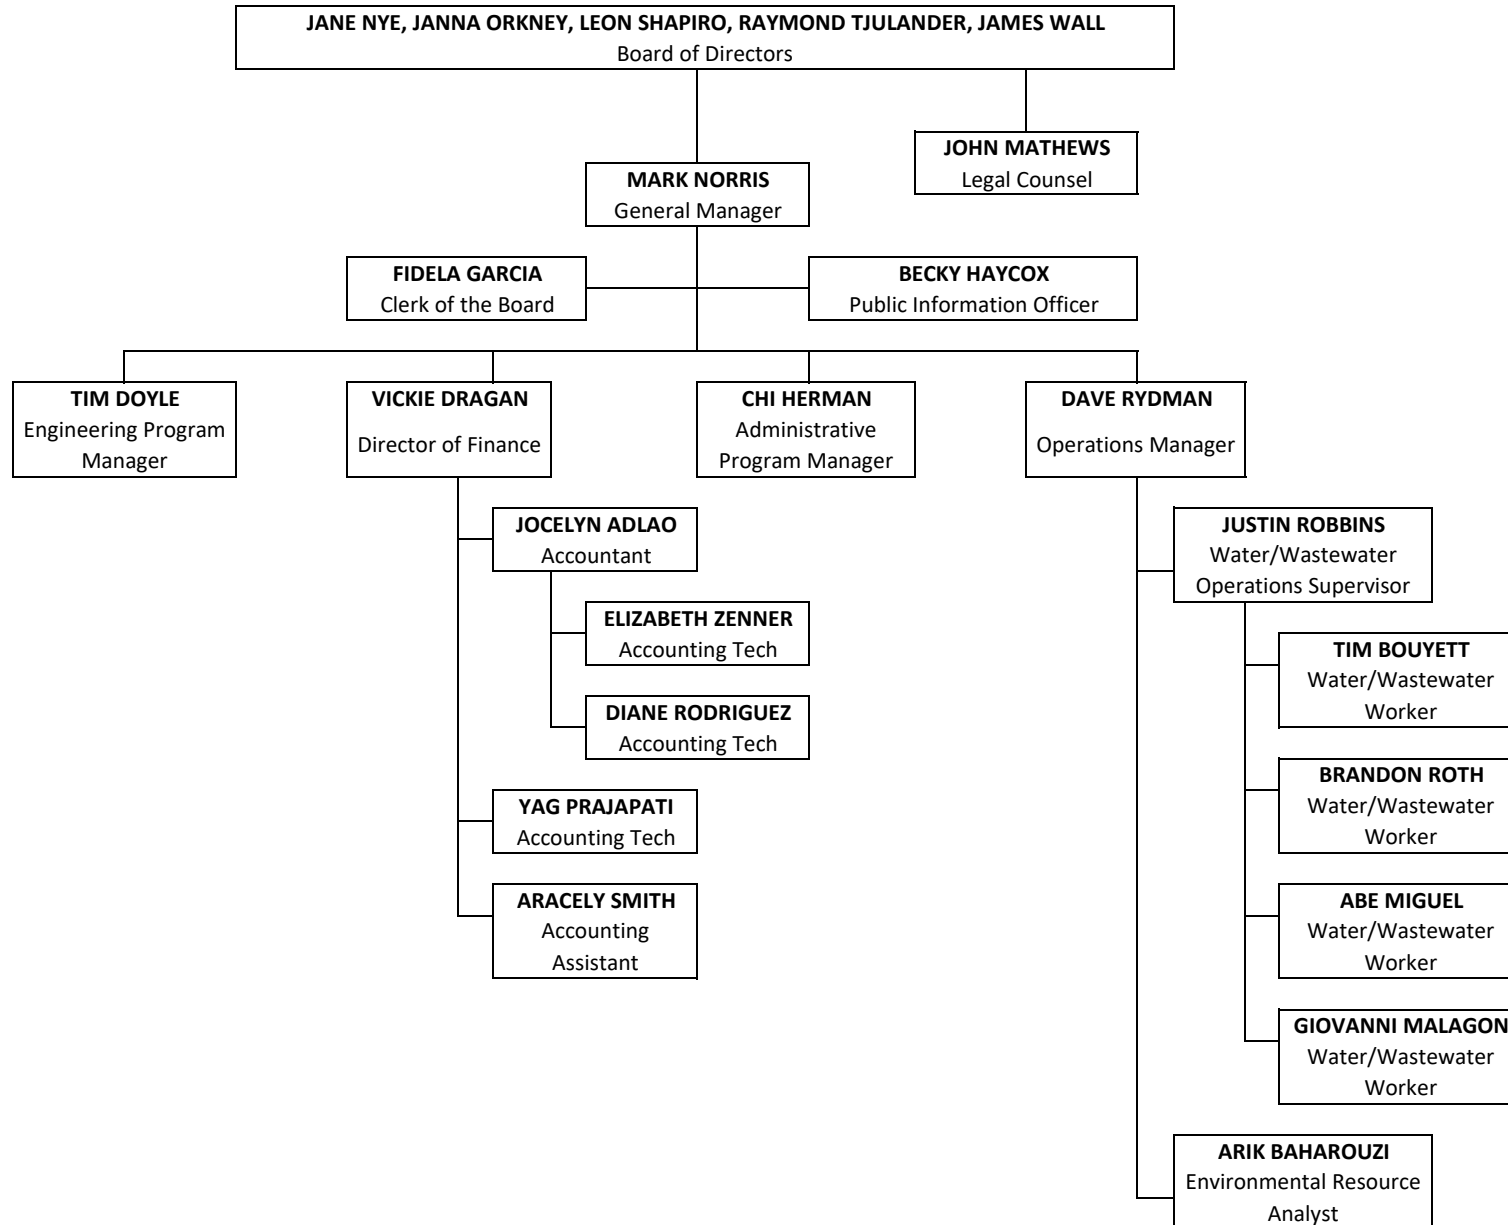 JANE NYE, JANNA ORKNEY, LEON SHAPIRO, RAYMOND TJULANDER, JAMES WALL
Board of Directors
JOHN MATHEWS
Legal Counsel
MARK NORRIS
General Manager
FIDELA GARCIA
Clerk of the Board
BECKY HAYCOX
Public Information Officer
TIM DOYLE
Engineering Program
Manager
VICKIE DRAGAN
Director of Finance
CHI HERMAN
Administrative
Program Manager
DAVE RYDMAN
Operations Manager
JOCELYN ADLAO
Accountant
ELIZABETH ZENNER
Accounting Tech
DIANE RODRIGUEZ
Accounting Tech
YAG PRAJAPATI
Accounting Tech
ARACELY SMITH
Accounting
Assistant
JUSTIN ROBBINS
Water/Wastewater
Operations Supervisor
TIM BOUYETT
Water/Wastewater
Worker
BRANDON ROTH
Water/Wastewater
Worker
ABE MIGUEL
Water/Wastewater
Worker
GIOVANNI MALAGON
Water/Wastewater
Worker
ARIK BAHAROUZI
Environmental Resource
Analyst